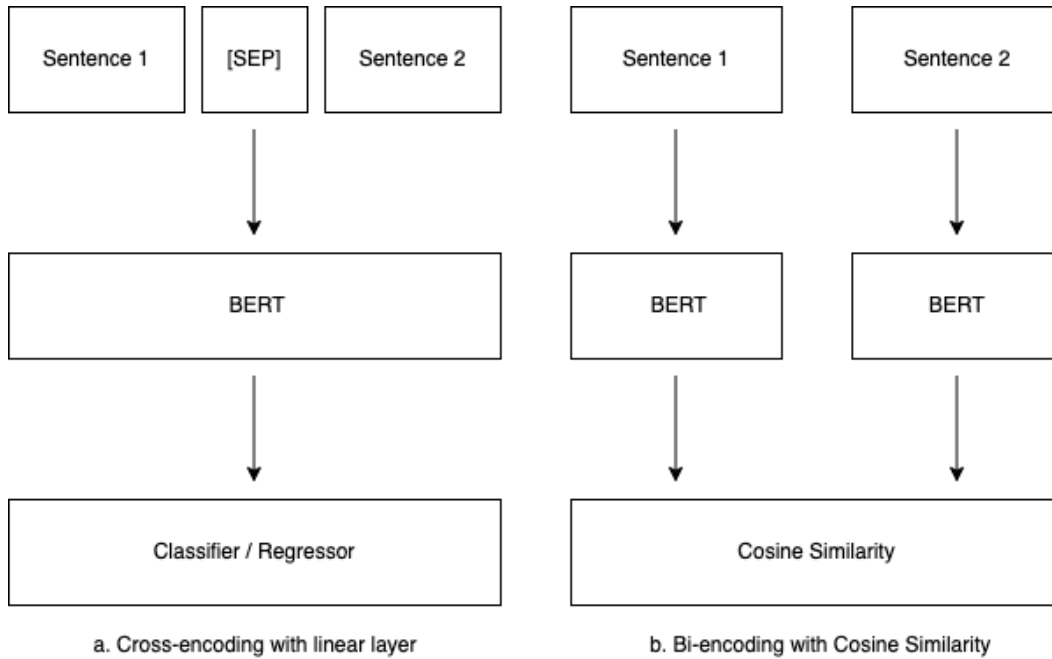 Sentence 1
[SEP]
Sentence 2
BERT
Classifier / Regressor
a. Cross-encoding with linear layer
Sentence 1
Sentence 2
BERT
BERT
Cosine Similarity
b. Bi-encoding with Cosine Similarity